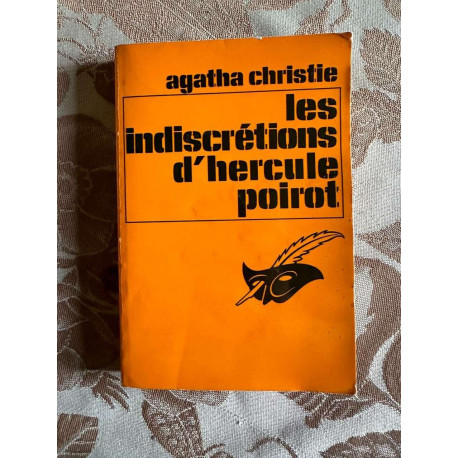 agatha christie
les
indiscrétions
d'hercule
poirot